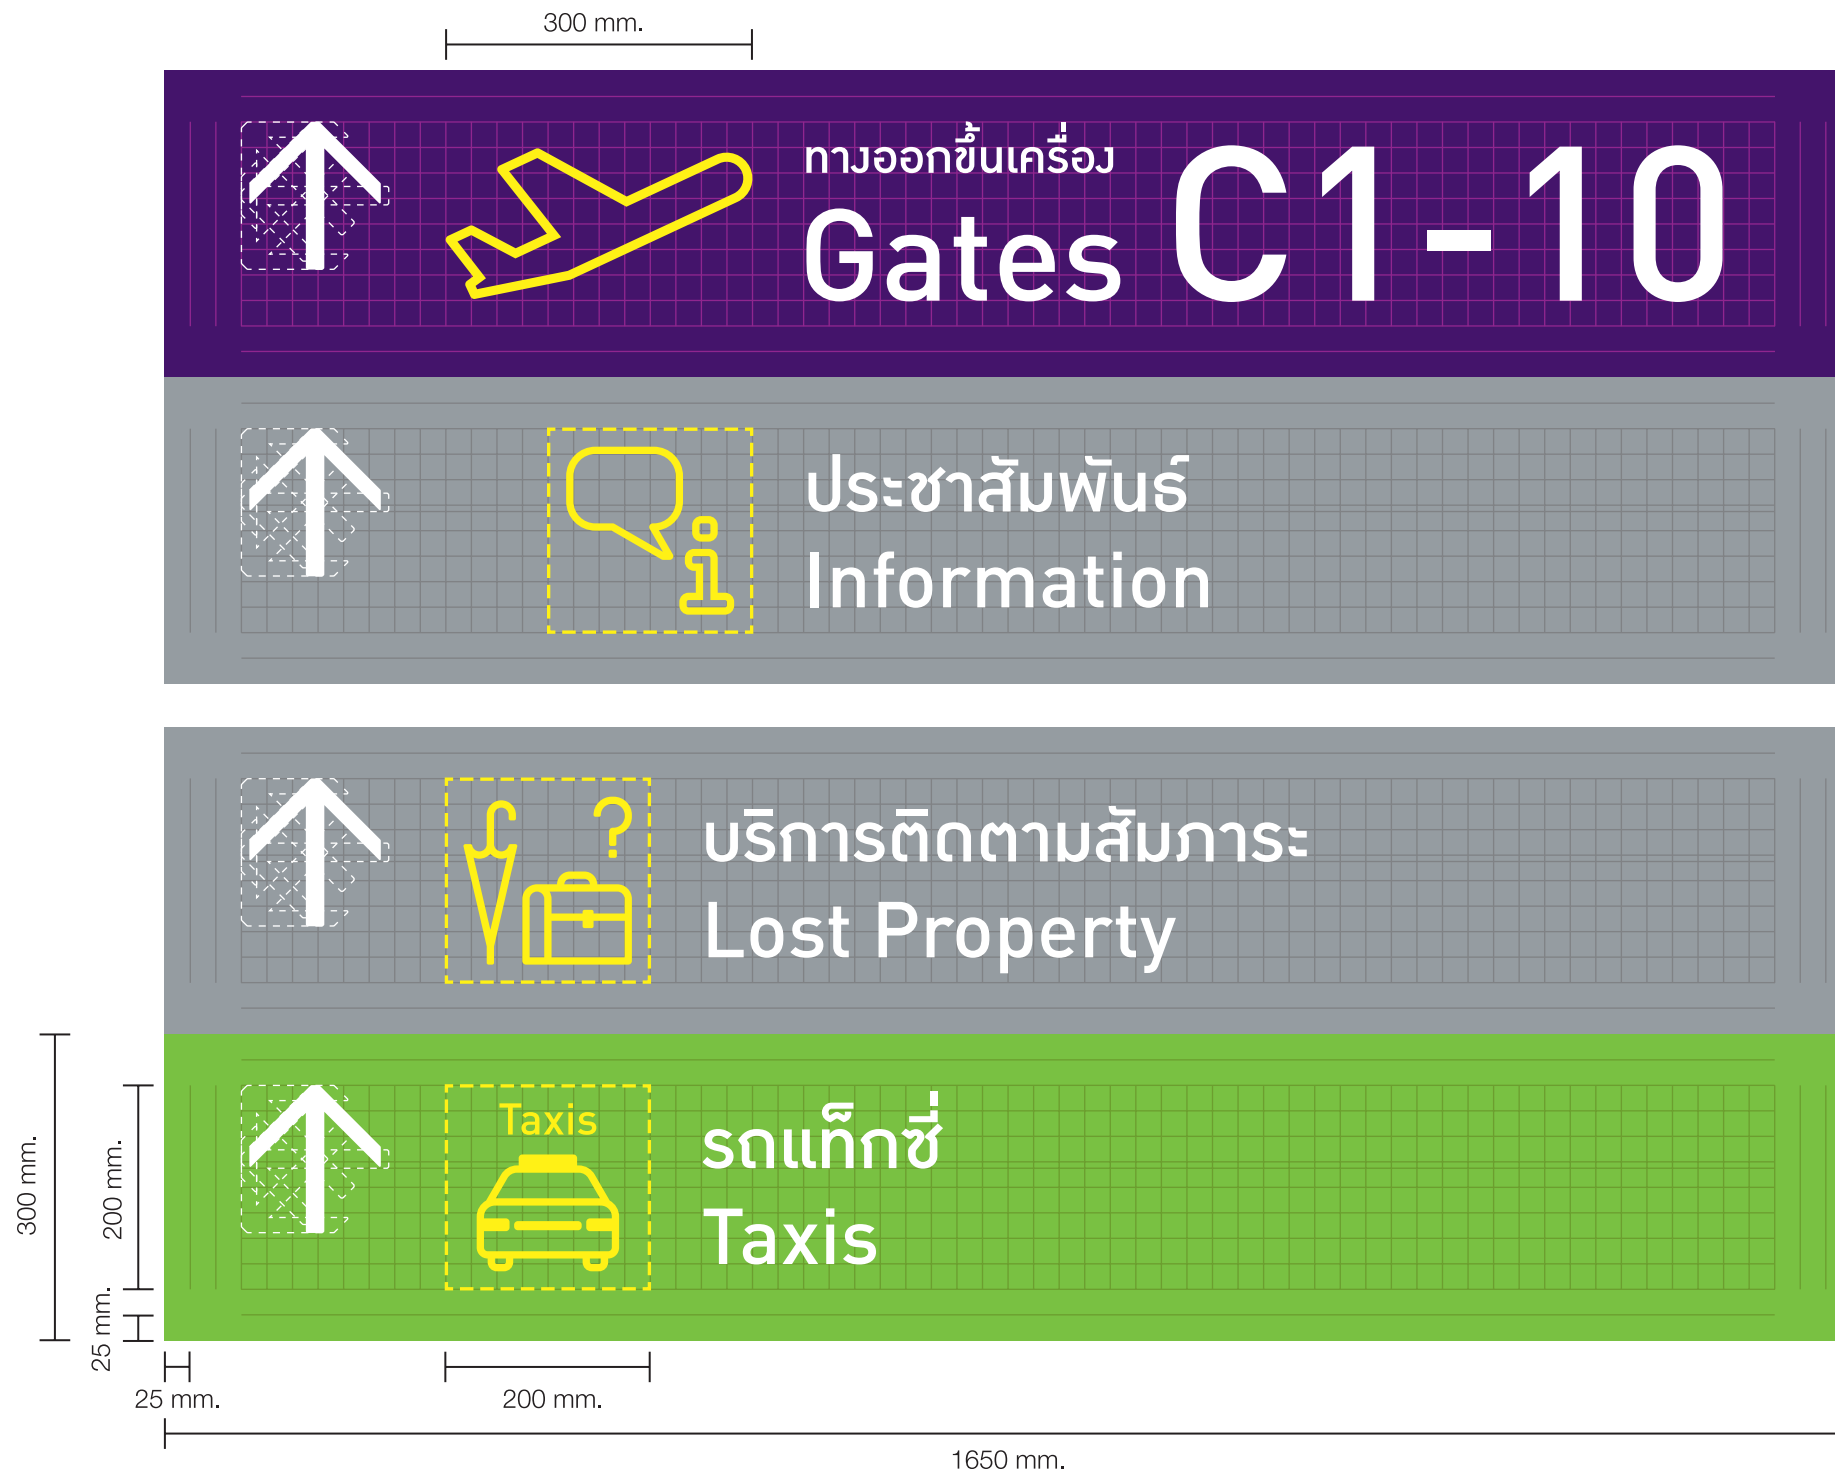 300 mm.
ทางออกขึ้นเครื่อง
Gates C1-10
ประชาสัมพันธ์
Information
บริการติดตามสัมภาระ
Lost Property
Taxis
รถแท็กซี่
Taxis
300 mm.
200 mm.
25 mm.
25 mm.
200 mm.
1650 mm.